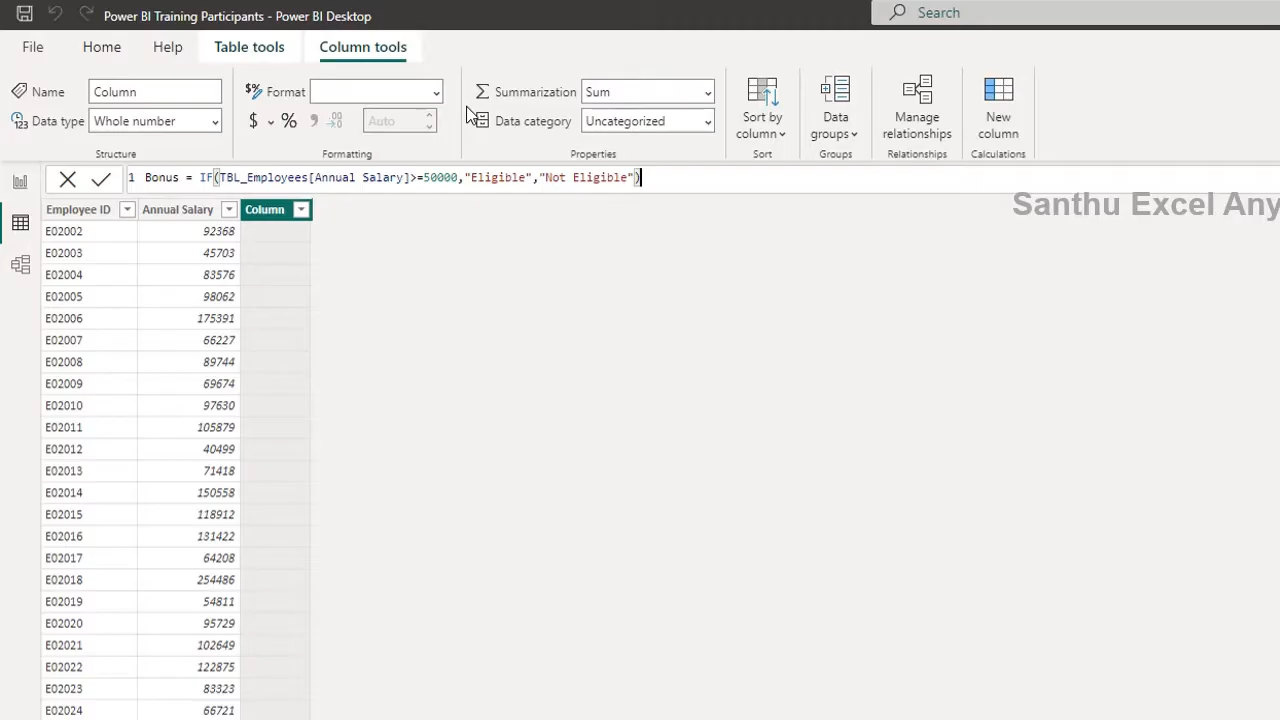 Power BI Training Participants - Power BI Desktop
Search
File Home Help Table tools Column tools
Name Column
Data type Whole number
Structure
Format
$ % Auto
Formatting
Summarization Sum
Data category Uncategorized
Properties
Sort by
column
Sort
Data
groups
Groups
Manage
relationships
Relationships
New
column
Calculations
1 Bonus = IF(TBL_Employees[Annual Salary]>=50000,"Eligible","Not Eligible")
Santhu Excel Any
Employee ID Annual Salary Column
E02002 92368
E02003 45703
E02004 83576
E02005 98062
E02006 175391
E02007 66227
E02008 89744
E02009 69674
E02010 97630
E02011 105879
E02012 40499
E02013 71418
E02014 150558
E02015 118912
E02016 131422
E02017 64208
E02018 254486
E02019 54811
E02020 95729
E02021 102649
E02022 122875
E02023 83323
E02024 66721